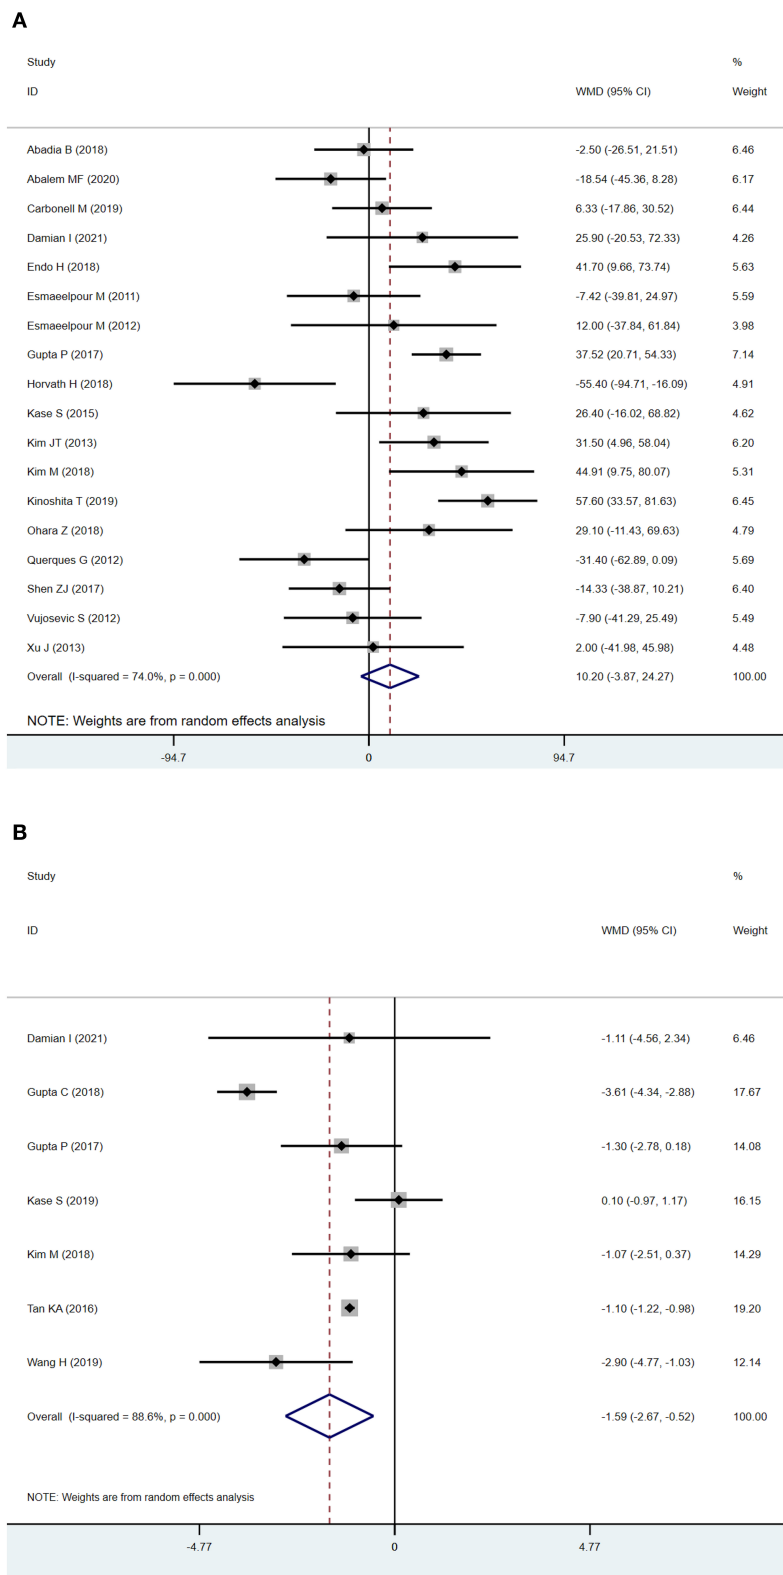 A
Study %
ID WMD (95% CI) Weight
Abadia B (2018) -2.50 (-26.51, 21.51) 6.46
Abalem MF (2020) -18.54 (-45.36, 8.28) 6.17
Carbonell M (2019) 6.33 (-17.86, 30.52) 6.44
Damian I (2021) 25.90 (-20.53, 72.33) 4.26
Endo H (2018) 41.70 (9.66, 73.74) 5.63
Esmaeelpour M (2011) -7.42 (-39.81, 24.97) 5.59
Esmaeelpour M (2012) 12.00 (-37.84, 61.84) 3.98
Gupta P (2017) 37.52 (20.71, 54.33) 7.14
Horvath H (2018) -55.40 (-94.71, -16.09) 4.91
Kase S (2015) 26.40 (-16.02, 68.82) 4.62
Kim JT (2013) 31.50 (4.96, 58.04) 6.20
Kim M (2018) 44.91 (9.75, 80.07) 5.31
Kinoshita T (2019) 57.60 (33.57, 81.63) 6.45
Ohara Z (2018) 29.10 (-11.43, 69.63) 4.79
Querques G (2012) -31.40 (-62.89, 0.09) 5.69
Shen ZJ (2017) -14.33 (-38.87, 10.21) 6.40
Vujosevic S (2012) -7.90 (-41.29, 25.49) 5.49
Xu J (2013) 2.00 (-41.98, 45.98) 4.48
Overall (I-squared = 74.0%, p = 0.000) 10.20 (-3.87, 24.27) 100.00
NOTE: Weights are from random effects analysis
-94.7 0 94.7
B
Study %
ID WMD (95% CI) Weight
Damian I (2021) -1.11 (-4.56, 2.34) 6.46
Gupta C (2018) -3.61 (-4.34, -2.88) 17.67
Gupta P (2017) -1.30 (-2.78, 0.18) 14.08
Kase S (2019) 0.10 (-0.97, 1.17) 16.15
Kim M (2018) -1.07 (-2.51, 0.37) 14.29
Tan KA (2016) -1.10 (-1.22, -0.98) 19.20
Wang H (2019) -2.90 (-4.77, -1.03) 12.14
Overall (I-squared = 88.6%, p = 0.000) -1.59 (-2.67, -0.52) 100.00
NOTE: Weights are from random effects analysis
-4.77 0 4.77